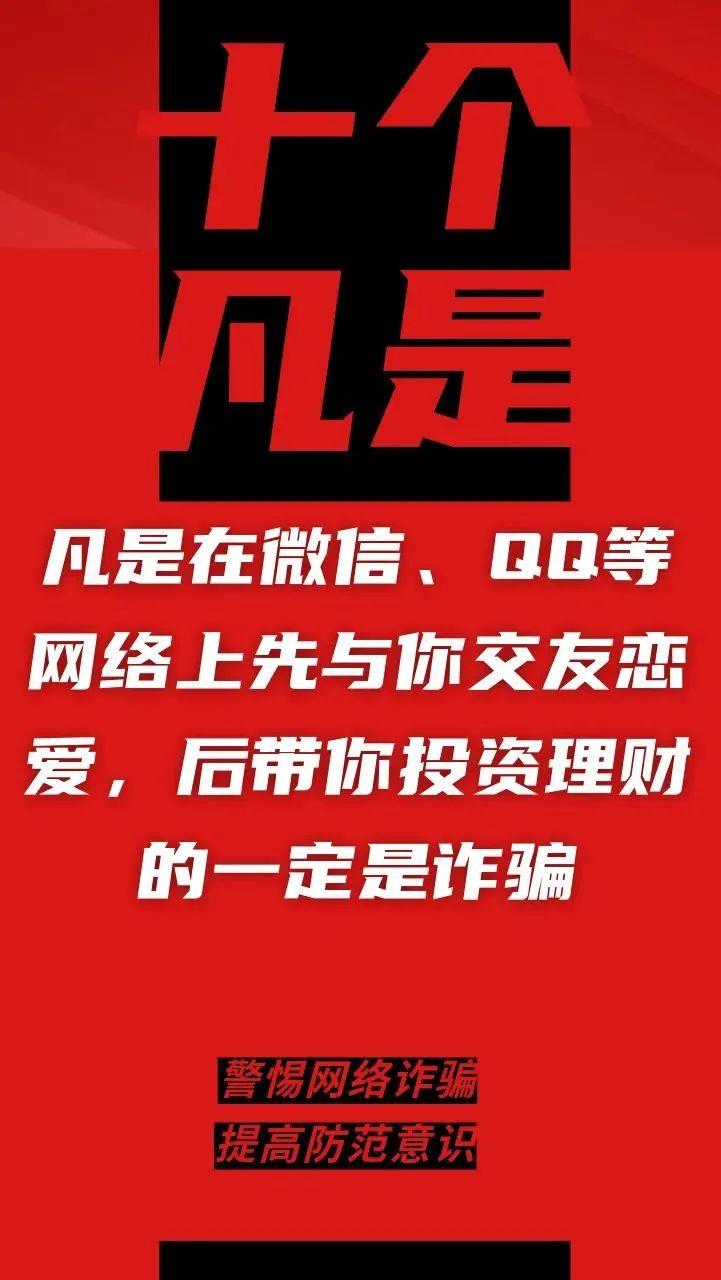 十个
凡是
凡是在微信、QQ等
网络上先与你交友恋
爱，后带你投资理财
的一定是诈骗
警惕网络诈骗
提高防范意识